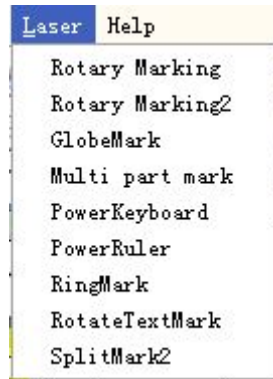 Laser Help
Rotary Marking
Rotary Marking2
GlobeMark
Multi part mark
PowerKeyboard
PowerRuler
RingMark
RotateTextMark
SplitMark2